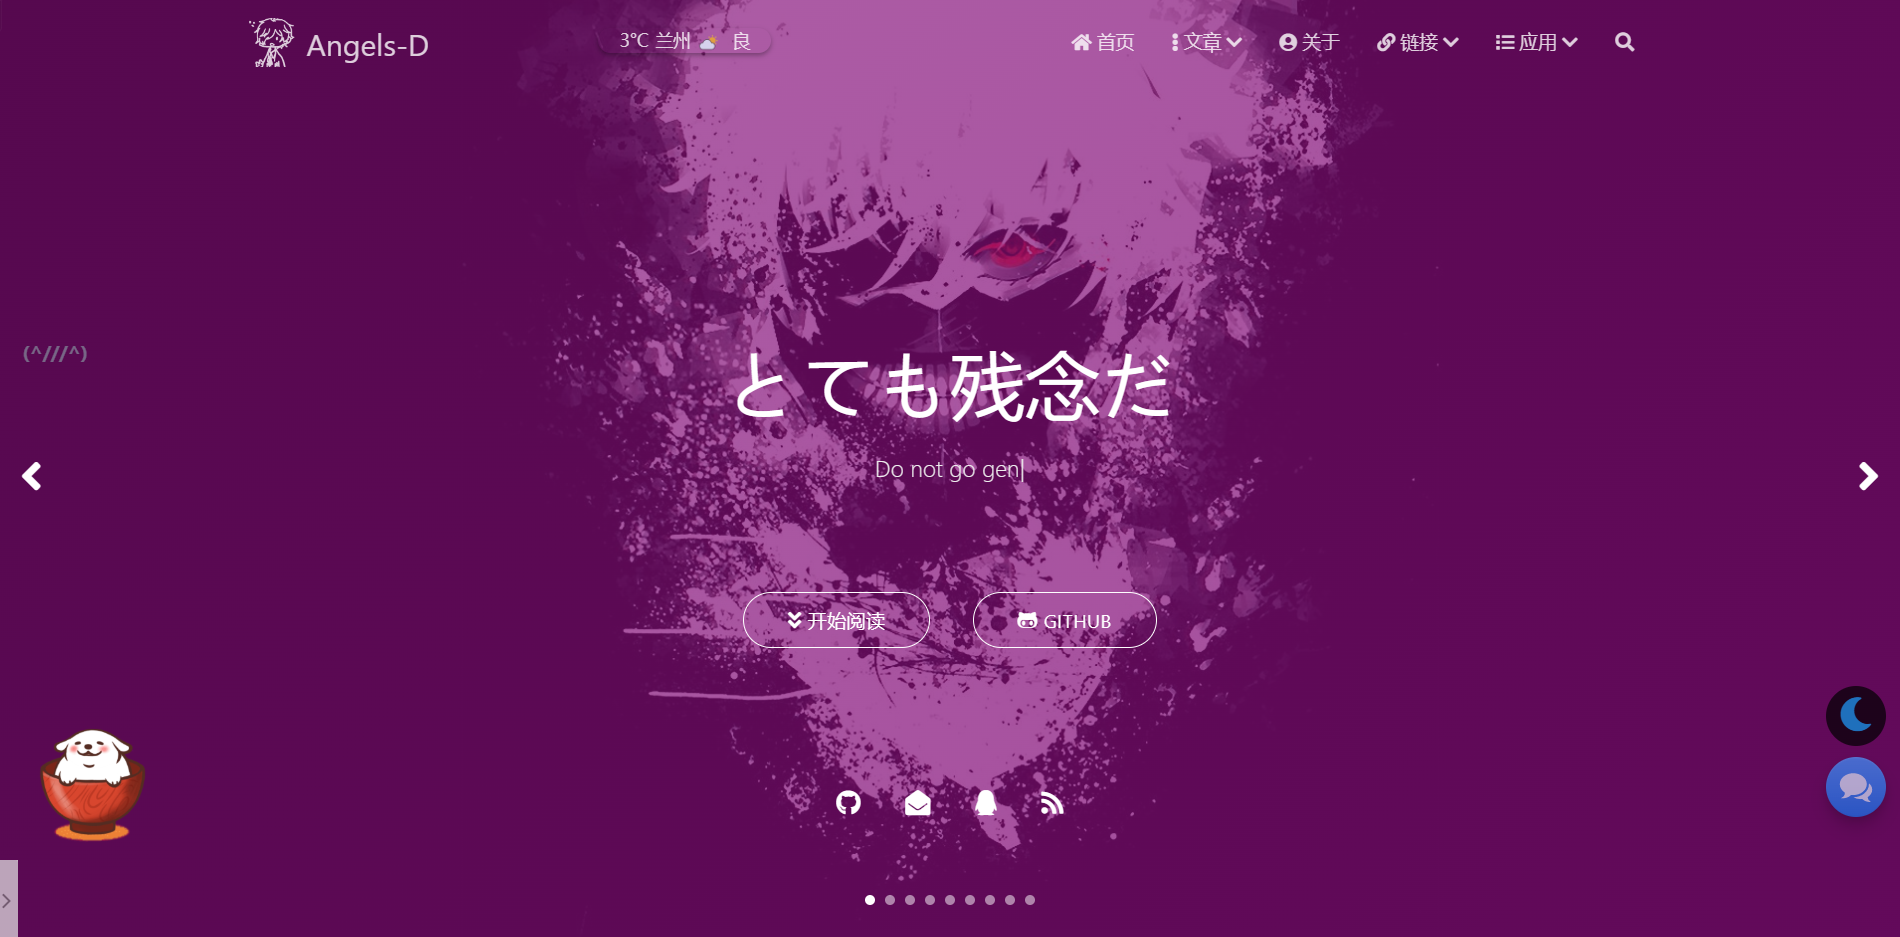 Angels-D
3°C 兰州 良
首页 文章 关于 链接 应用
(^///^)
とても残念だ
Do not go gen|
开始阅读 GITHUB